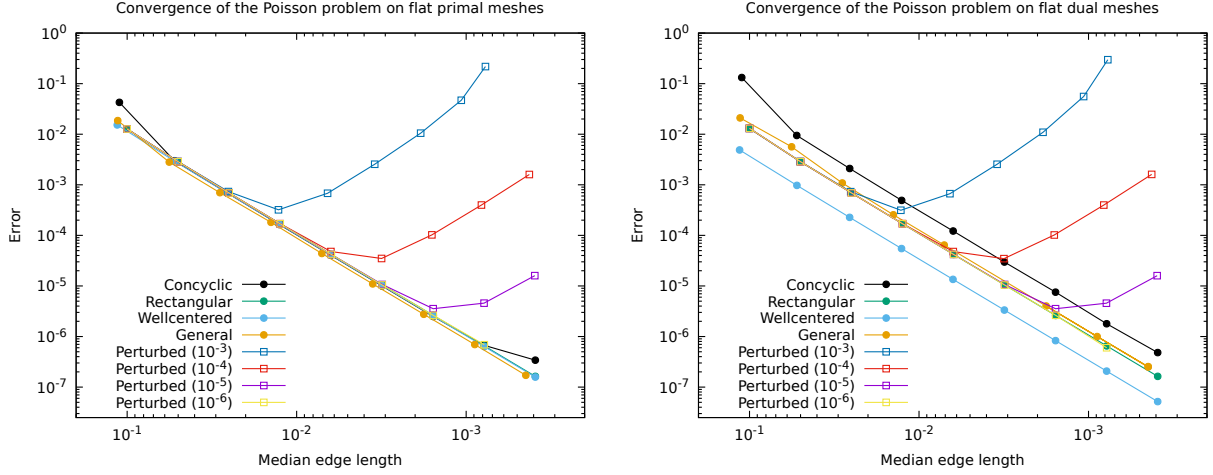 Convergence of the Poisson problem on flat primal meshes
10^0
10^-1
10^-2
10^-3
10^-4
10^-5
10^-6
10^-7
Error
Concyclic
Rectangular
Wellcentered
General
Perturbed (10^-3)
Perturbed (10^-4)
Perturbed (10^-5)
Perturbed (10^-6)
10^-1
10^-2
10^-3
Median edge length
Convergence of the Poisson problem on flat dual meshes
10^0
10^-1
10^-2
10^-3
10^-4
10^-5
10^-6
10^-7
Error
Concyclic
Rectangular
Wellcentered
General
Perturbed (10^-3)
Perturbed (10^-4)
Perturbed (10^-5)
Perturbed (10^-6)
10^-1
10^-2
10^-3
Median edge length